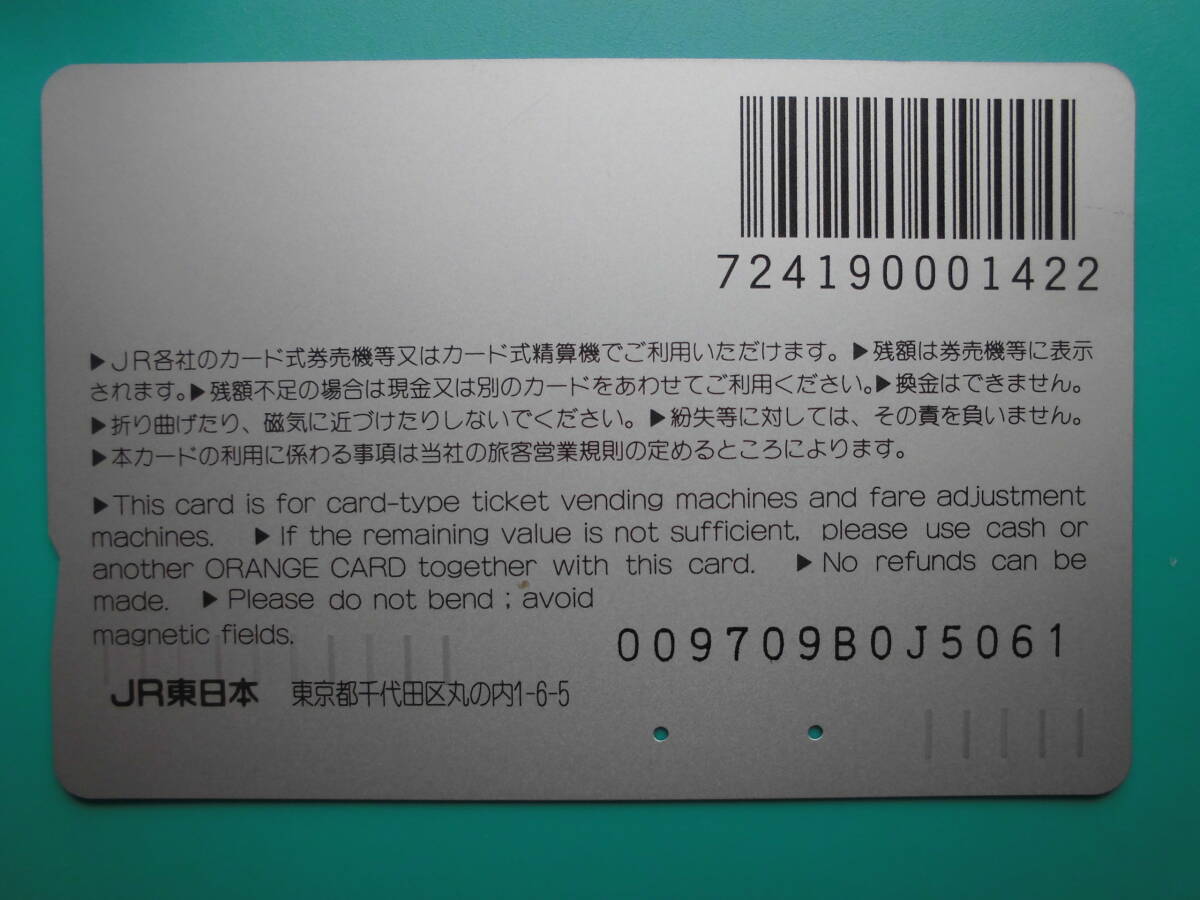 724190001422
▶JR各社のカード式券売機等又はカード式精算機でご利用いただけます。▶残額は券売機等に表示
されます。▶残額不足の場合は現金又は別のカードをあわせてご利用ください。▶換金はできません。
▶折り曲げたり、磁気に近づけたりしないでください。▶紛失等に対しては、その責を負いません。
▶本カードの利用に係わる事項は当社の旅客営業規則の定めるところによります。
▶This card is for card-type ticket vending machines and fare adjustment
machines. ▶If the remaining value is not sufficient, please use cash or
another ORANGE CARD together with this card. ▶No refunds can be
made. ▶Please do not bend; avoid
magnetic fields.
009709B0J5061
JR東日本 東京都千代田区丸の内1-6-5